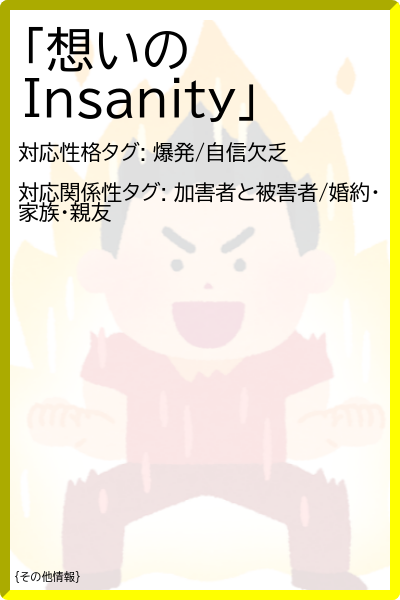 「想いの
Insanity」
対応性格タグ: 爆発/自信欠乏
対応関係性タグ: 加害者と被害者/婚約・
家族・親友
{その他情報}